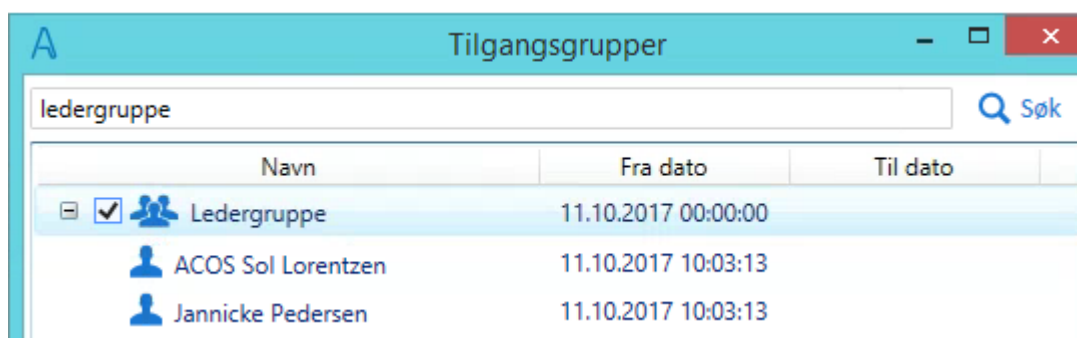 Tilgangsgrupper
ledergruppe Søk
Navn Fra dato Til dato
Ledergruppe 11.10.2017 00:00:00
ACOS Sol Lorentzen 11.10.2017 10:03:13
Jannicke Pedersen 11.10.2017 10:03:13